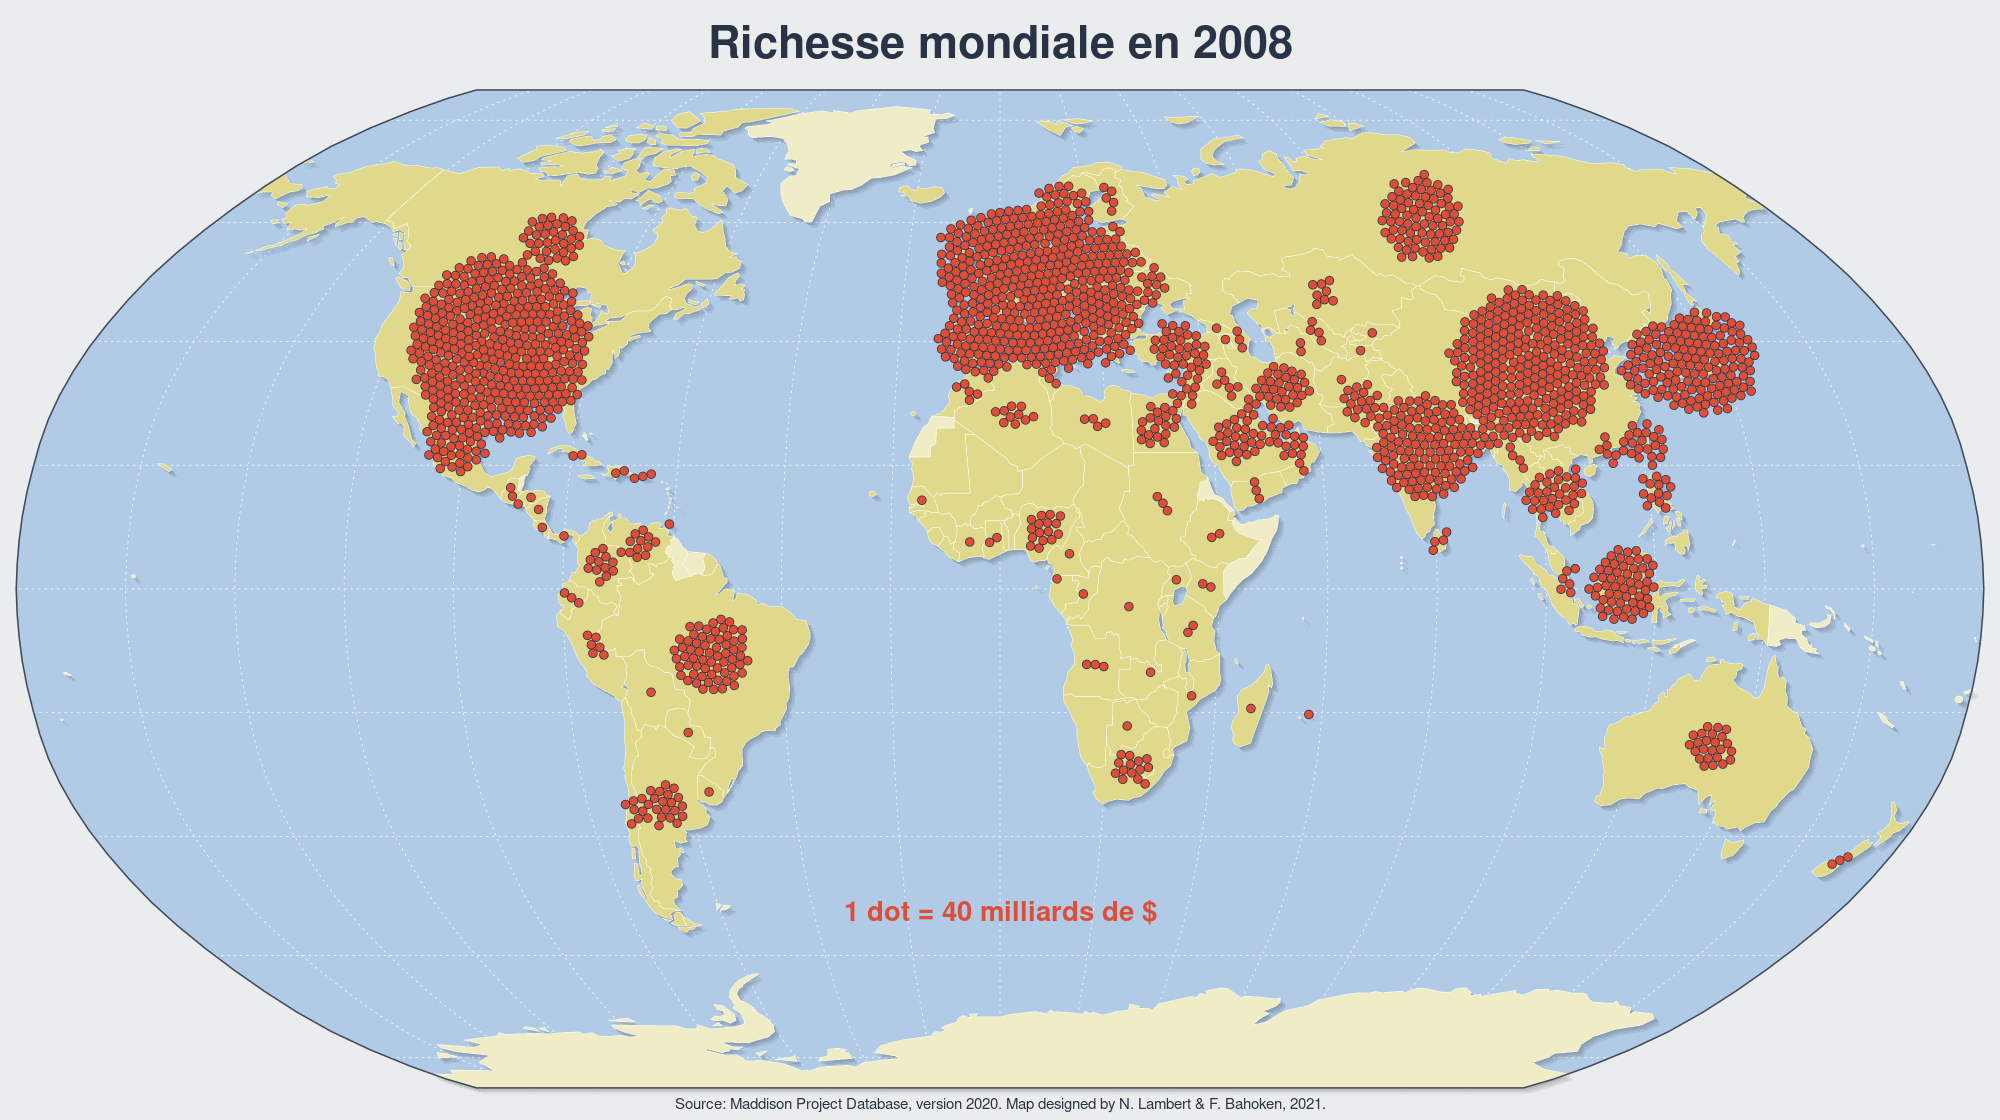 Richesse mondiale en 2008
1 dot = 40 milliards de $
Source: Maddison Project Database, version 2020. Map designed by N. Lambert & F. Bahoken, 2021.